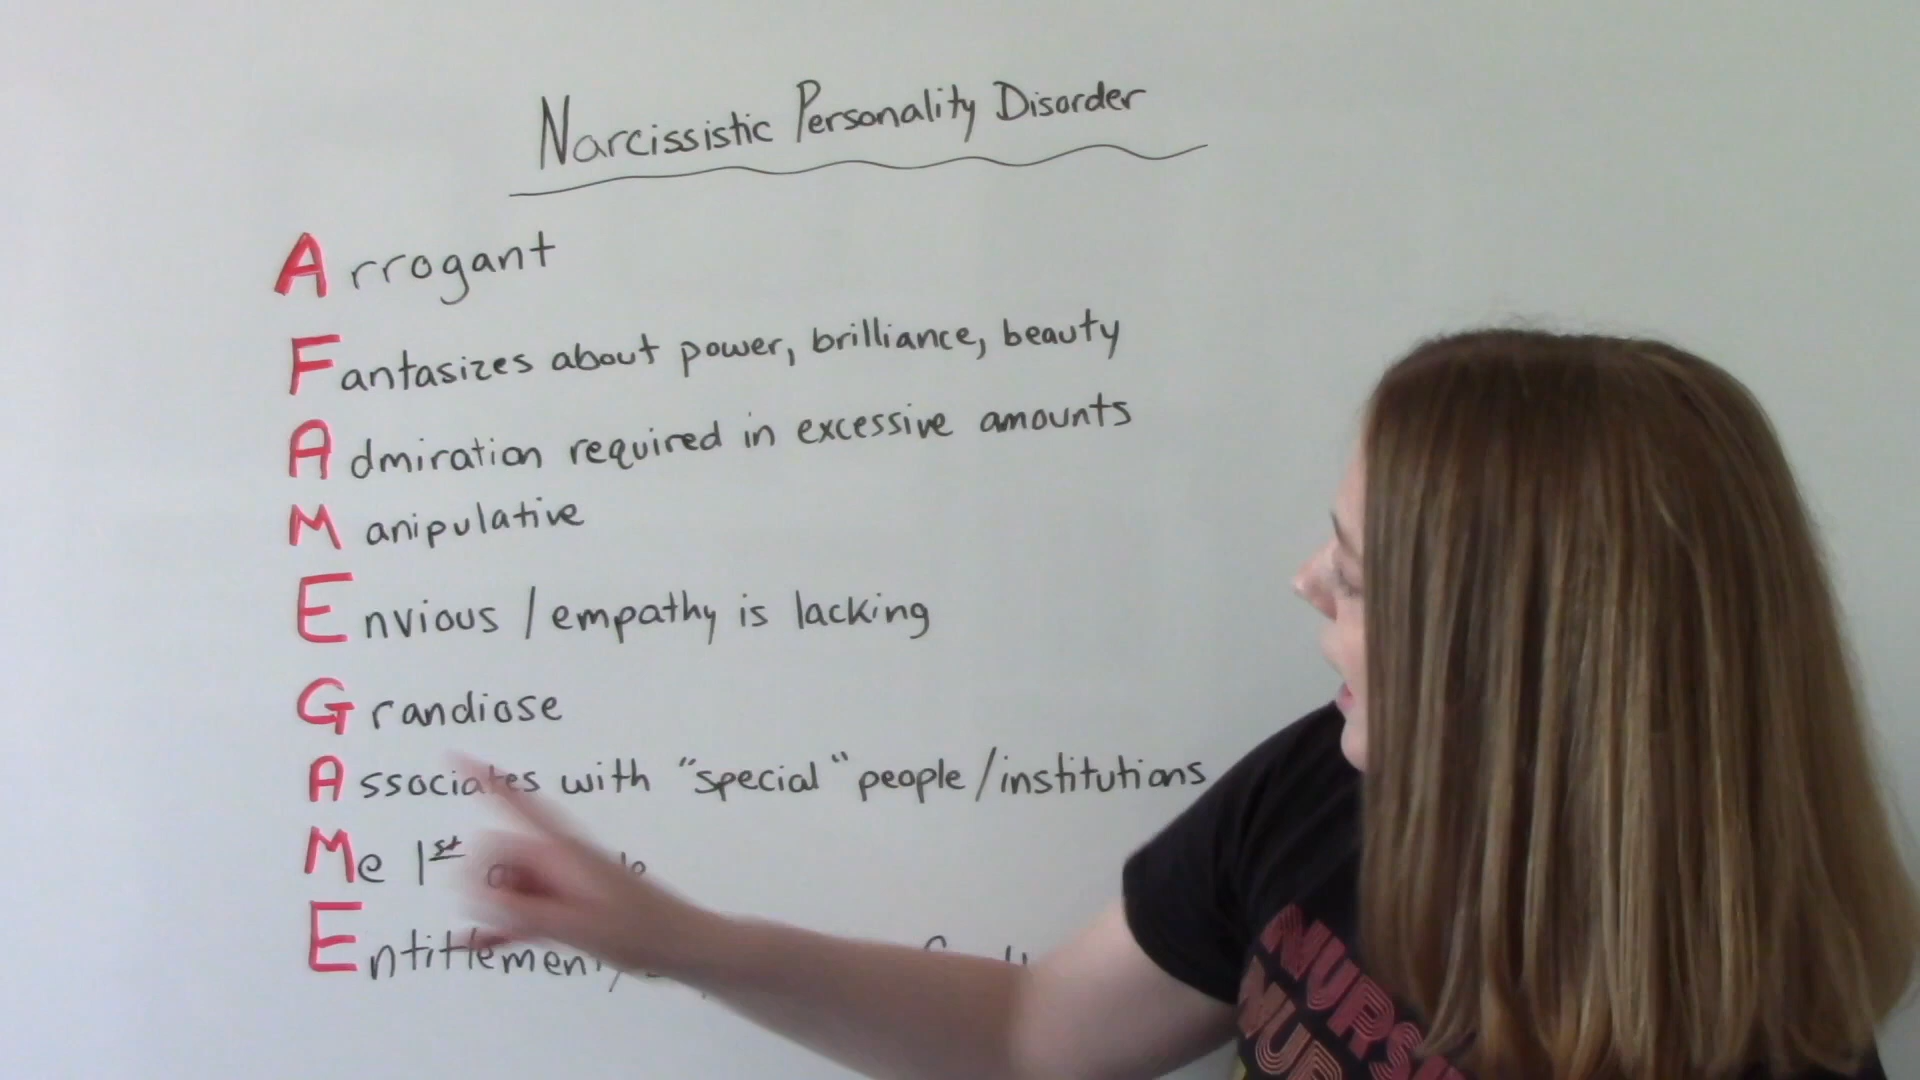 Narcissistic Personality Disorder
Arrogant
Fantasizes about power, brilliance, beauty
Admiration required in excessive amounts
Manipulative
Envious / empathy is lacking
Grandiose
Associates with "special" people/institutions
Me 1st
Entitlement/
NURSE